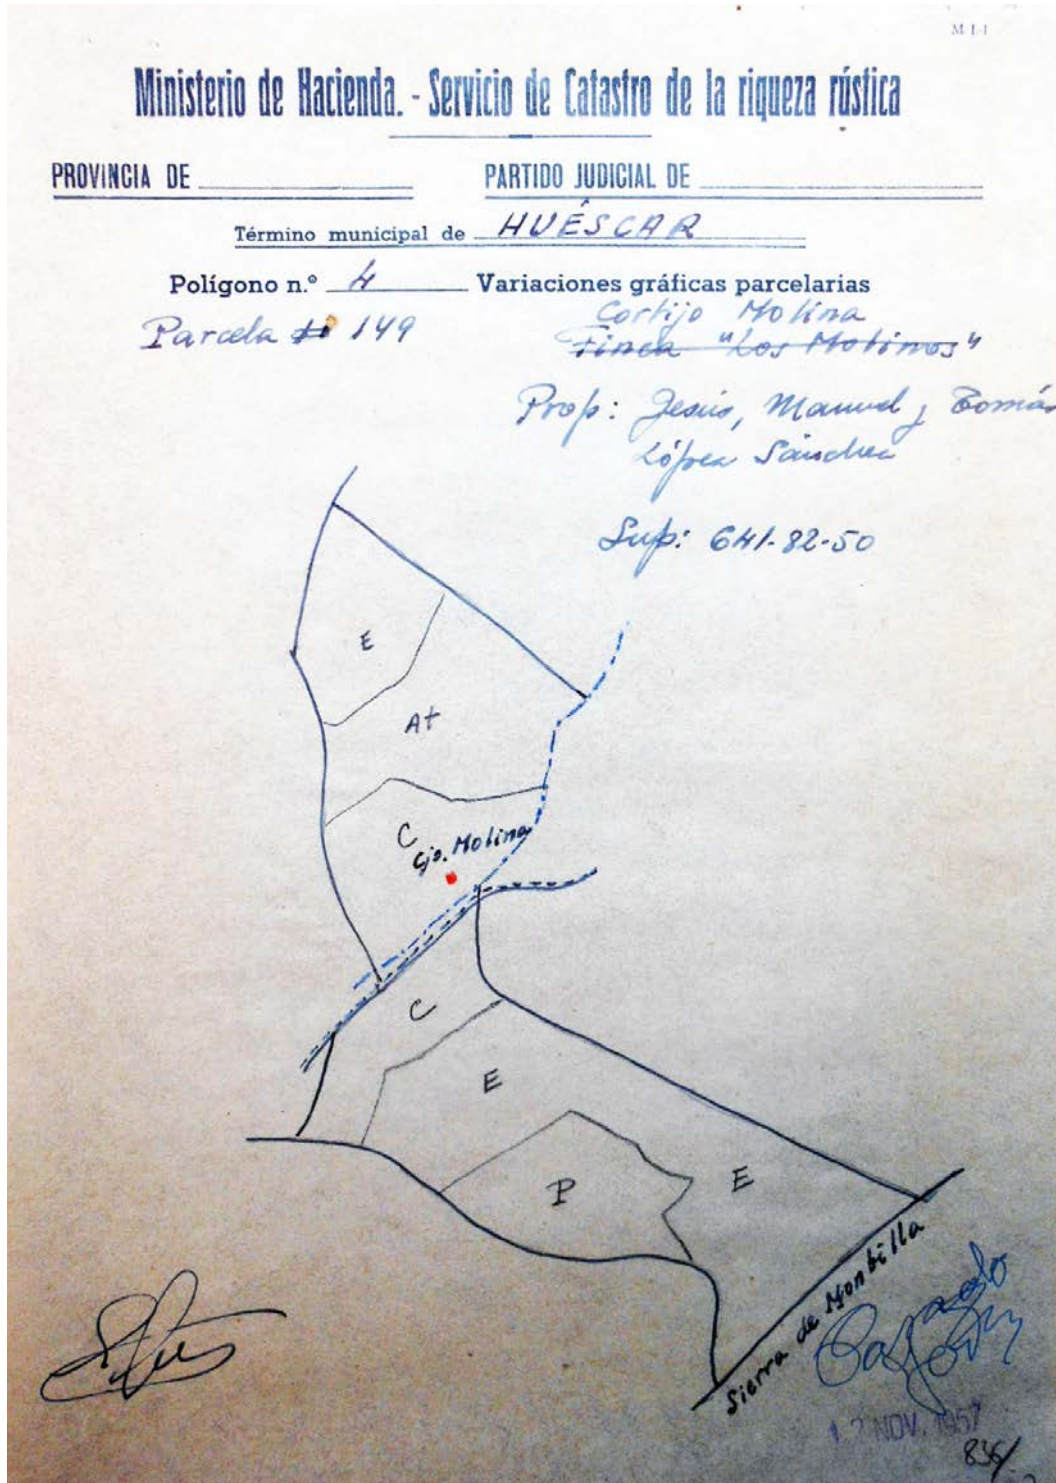 M. I-I
Ministerio de Hacienda. - Servicio de Catastro de la riqueza rústica
PROVINCIA DE PARTIDO JUDICIAL DE
Término municipal de HUÉSCAR
Polígono n.º 4 Variaciones gráficas parcelarias
Parcela 149 Cortijo Molina
Finca "Los Molinos"
Prop: Jesús, Manuel y Tomás
López Sánchez
Sup: 641-82-50
E
At
C
Cjo. Molina
C
E
P
E
Sierra de Monbilla
12 NOV. 1957
836/